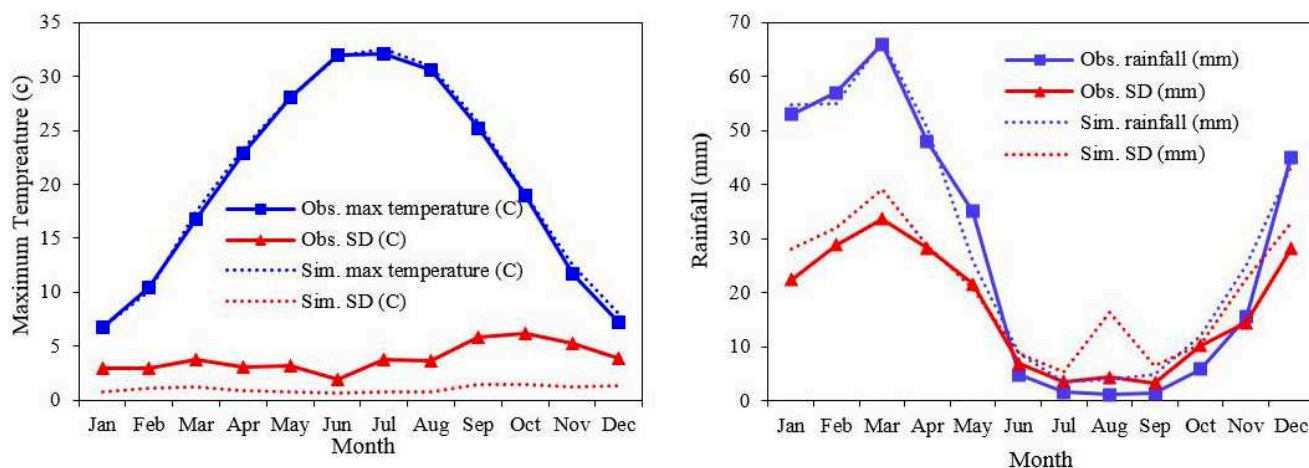 Maximum Tempreature (c)
35
30
25
20
15
10
5
0
Obs. max temperature (C)
Obs. SD (C)
Sim. max temperature (C)
Sim. SD (C)
Jan Feb Mar Apr May Jun Jul Aug Sep Oct Nov Dec
Month
Rainfall (mm)
70
60
50
40
30
20
10
0
Obs. rainfall (mm)
Obs. SD (mm)
Sim. rainfall (mm)
Sim. SD (mm)
Jan Feb Mar Apr May Jun Jul Aug Sep Oct Nov Dec
Month